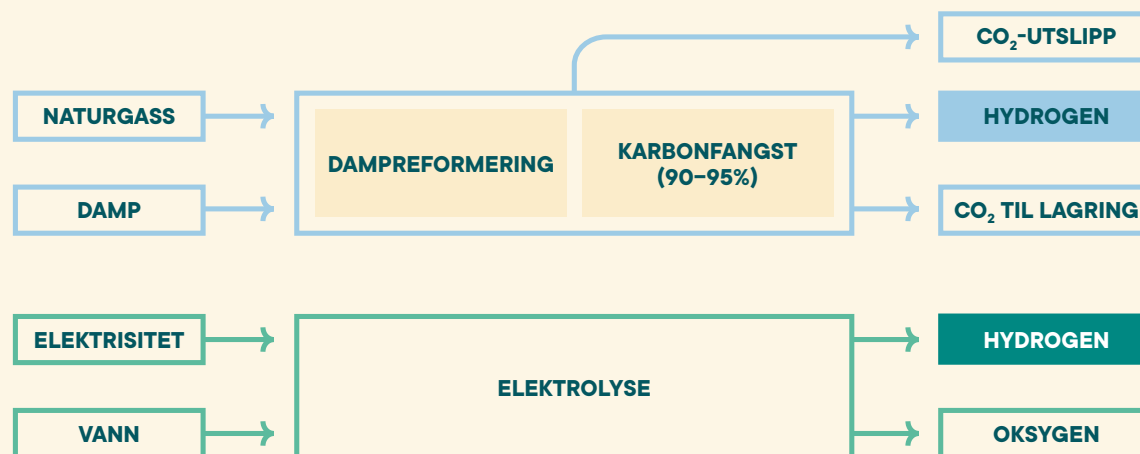 CO₂-UTSLIPP
NATURGASS
HYDROGEN
DAMPREFORMERING
KARBONFANGST
(90–95%)
DAMP
CO₂ TIL LAGRING
ELEKTRISITET
HYDROGEN
ELEKTROLYSE
VANN
OKSYGEN